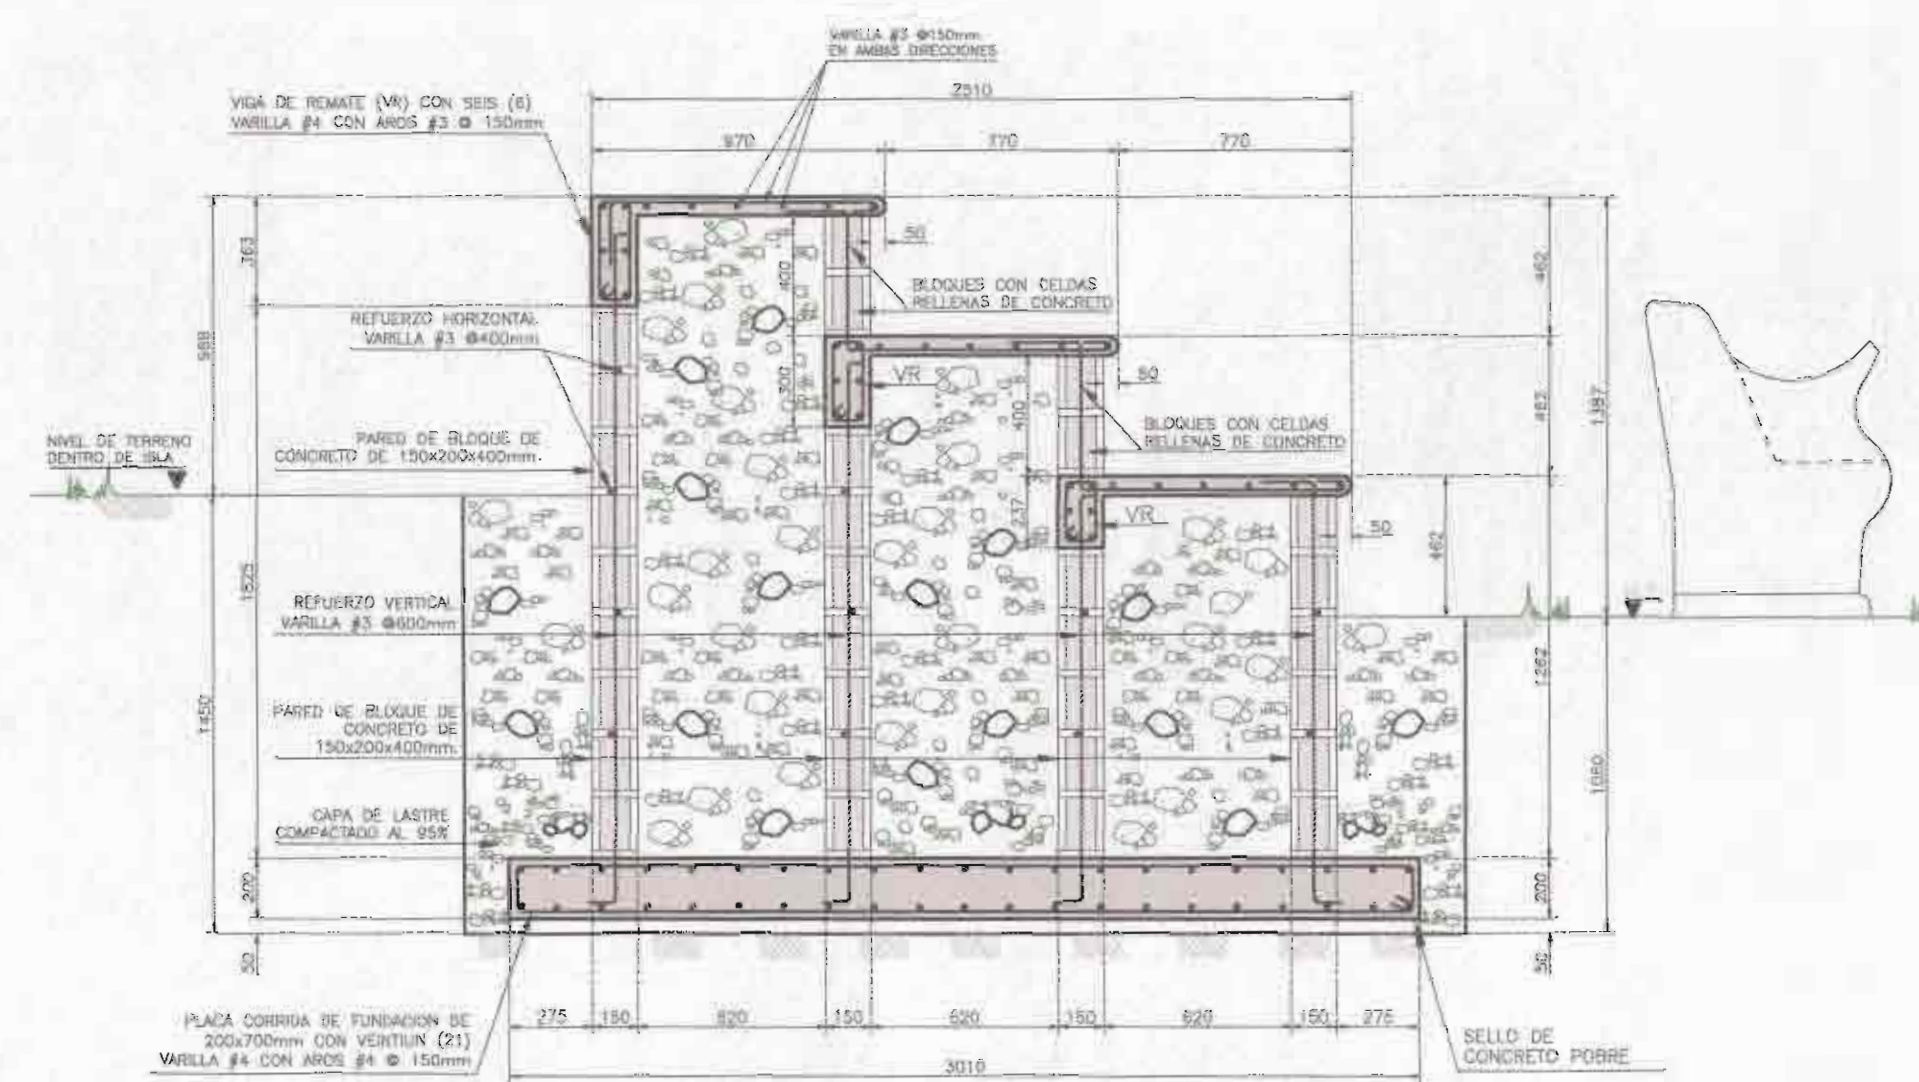 VARILLA #3 @150mm.
EN AMBAS DIRECCIONES
2510
VIGA DE REMATE (VR) CON SEIS (6)
VARILLA #4 CON AROS #3 @ 150mm
970
770
770
50
462
400
BLOQUES CON CELDAS
RELLENAS DE CONCRETO
REFUERZO HORIZONTAL
VARILLA #3 @400mm.
988
300
VR
50
400
462
1387
BLOQUES CON CELDAS
RELLENAS DE CONCRETO
NIVEL DE TERRENO
DENTRO DE ISLA
PARED DE BLOQUE DE
CONCRETO DE 150x200x400mm.
237
VR
50
462
1625
REFUERZO VERTICAL
VARILLA #3 @600mm
1262
1450
PARED DE BLOQUE DE
CONCRETO DE
150x200x400mm.
1060
CAPA DE LASTRE
COMPACTADO AL 95%
200
200
50
50
275
150
620
150
620
150
620
150
275
PLACA CORRIDA DE FUNDACION DE
200x700mm CON VEINTIUN (21)
VARILLA #4 CON AROS #4 @ 150mm
SELLO DE
CONCRETO POBRE
3010